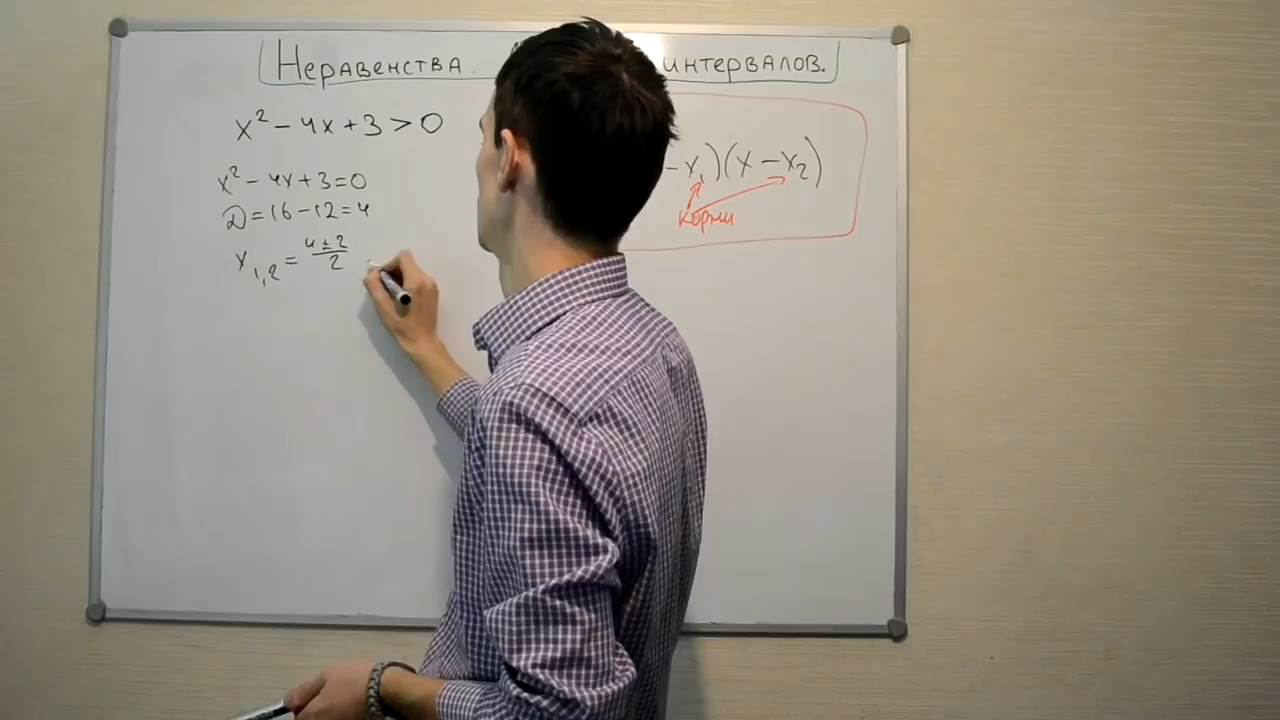 Неравенства. интервалов.
x² - 4x + 3 > 0
x² - 4x + 3 = 0
D = 16 - 12 = 4
x₁,₂ = (4 ± 2)/2
- x₁)(x - x₂)
корни